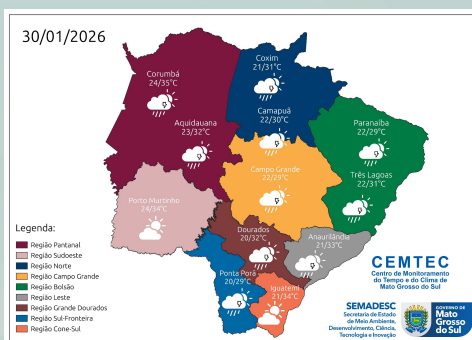 30/01/2026
Coxim
21/31°C
Corumbá
24/35°C
Camapuã
22/30°C
Aquidauana
23/32°C
Paranaíba
22/29°C
Campo Grande
22/29°C
Três Lagoas
22/31°C
Porto Murtinho
24/34°C
Dourados
20/32°C
Anaurilândia
21/33°C
Ponta Porã
20/29°C
Iguatemi
21/34°C
Legenda:
Região Pantanal
Região Sudoeste
Região Norte
Região Campo Grande
Região Bolsão
Região Leste
Região Grande Dourados
Região Sul-Fronteira
Região Cone-Sul
CEMTEC
Centro de Monitoramento
do Tempo e do Clima de
Mato Grosso do Sul
SEMADESC
Secretaria de Estado
de Meio Ambiente,
Desenvolvimento, Ciência,
Tecnologia e Inovação
GOVERNO DE
Mato
Grosso
do Sul